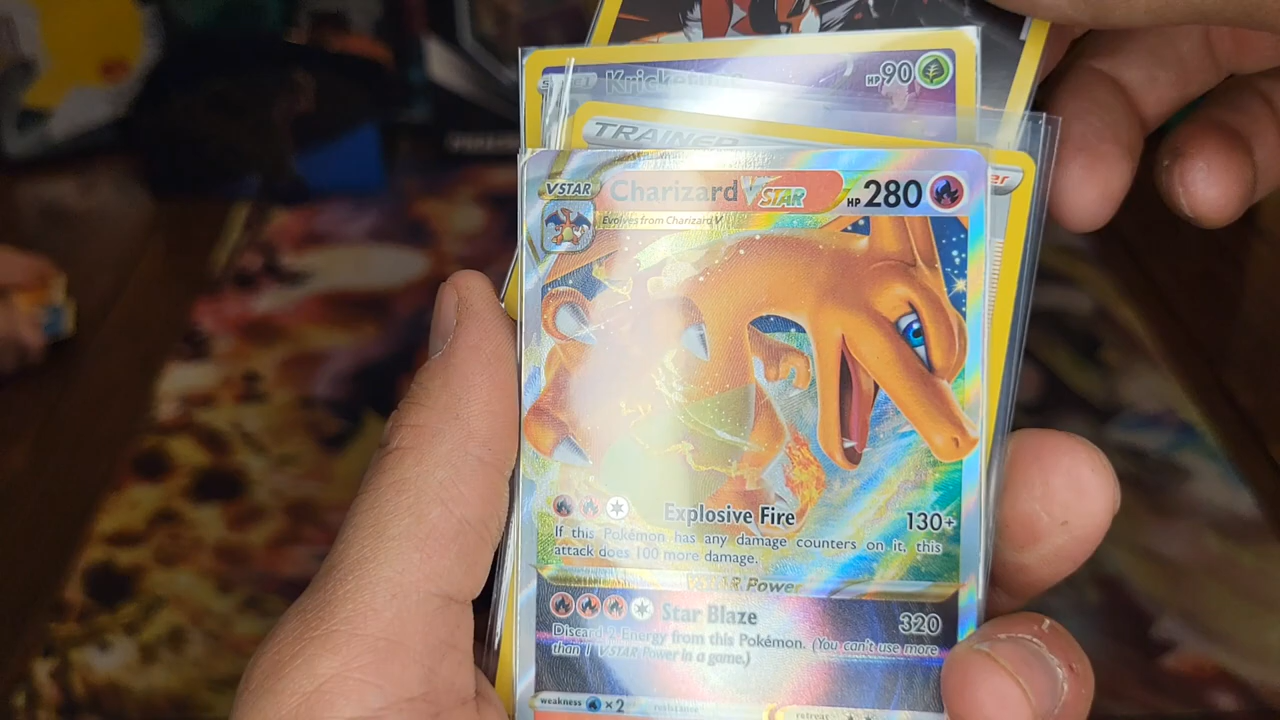 HP 90
TRAINER
VSTAR
Charizard VSTAR
HP 280
Evolves from Charizard V
Explosive Fire 130+
If this Pokémon has any damage counters on it, this
attack does 100 more damage.
VSTAR Power
Star Blaze 320
Discard 2 Energy from this Pokémon. (You can't use more
than 1 VSTAR Power in a game.)
weakness ×2 resistance retreat